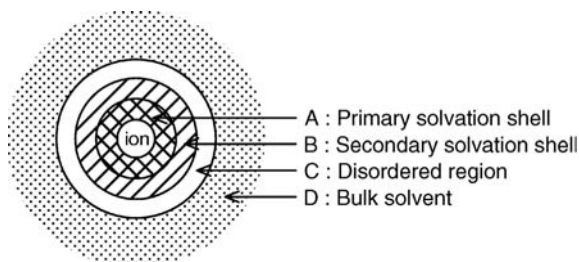 ion
A : Primary solvation shell
B : Secondary solvation shell
C : Disordered region
D : Bulk solvent